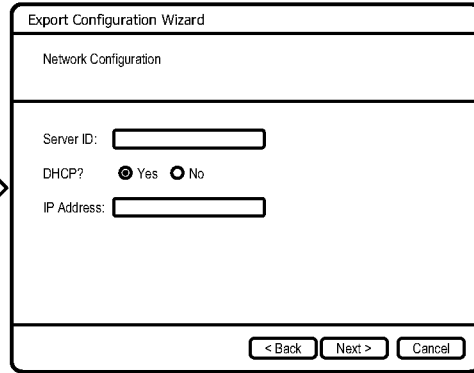 Export Configuration Wizard
Network Configuration
Server ID:
DHCP? Yes No
IP Address:
< Back Next > Cancel